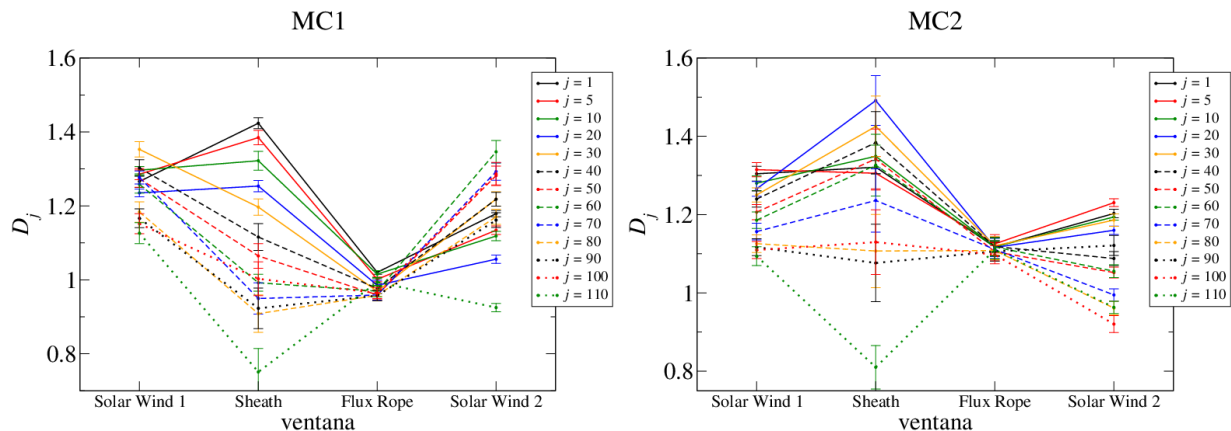 MC1
D_j
1.6
1.4
1.2
1
0.8
Solar Wind 1 Sheath Flux Rope Solar Wind 2
ventana
j = 1
j = 5
j = 10
j = 20
j = 30
j = 40
j = 50
j = 60
j = 70
j = 80
j = 90
j = 100
j = 110
MC2
D_j
1.6
1.4
1.2
1
0.8
Solar Wind 1 Sheath Flux Rope Solar Wind 2
ventana
j = 1
j = 5
j = 10
j = 20
j = 30
j = 40
j = 50
j = 60
j = 70
j = 80
j = 90
j = 100
j = 110